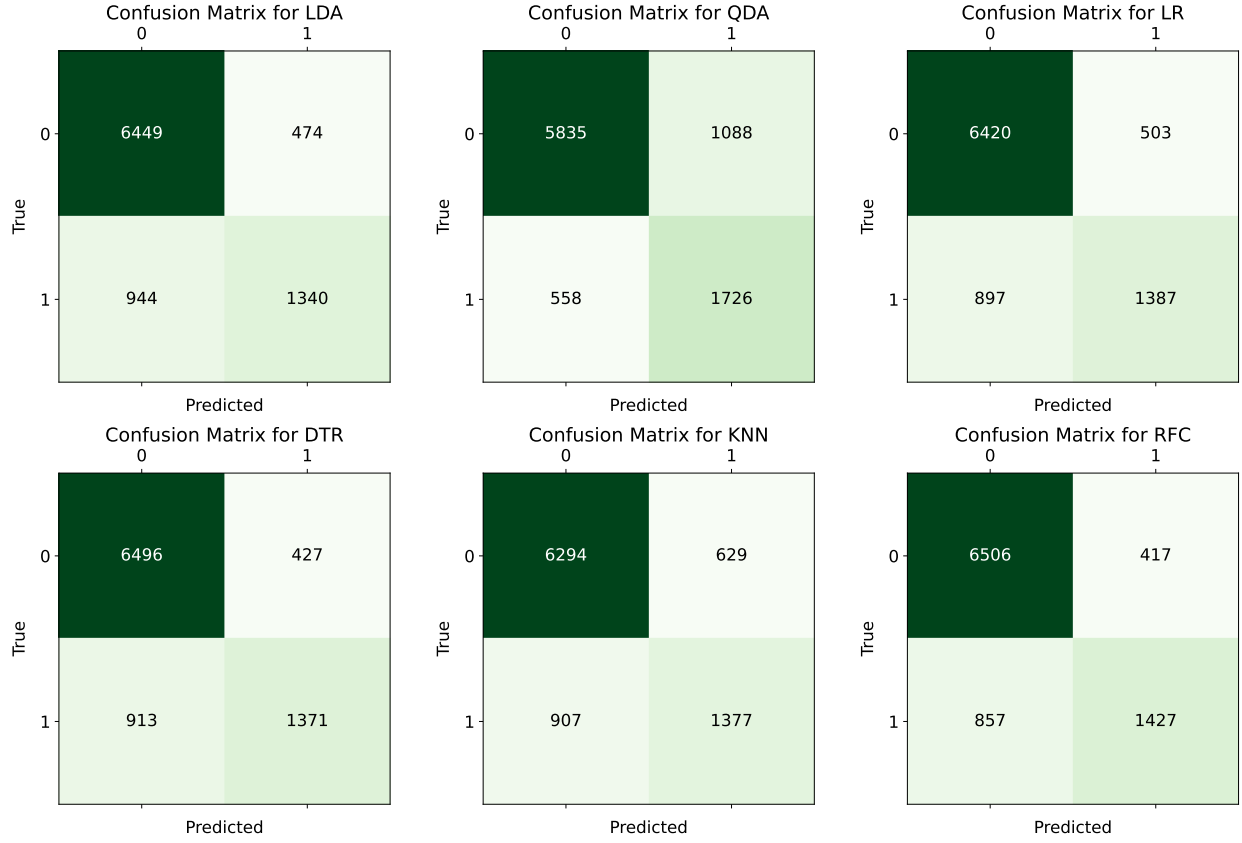 Confusion Matrix for LDA
0 1
0 6449 474
True
1 944 1340
Predicted
Confusion Matrix for QDA
0 1
0 5835 1088
True
1 558 1726
Predicted
Confusion Matrix for LR
0 1
0 6420 503
True
1 897 1387
Predicted
Confusion Matrix for DTR
0 1
0 6496 427
True
1 913 1371
Predicted
Confusion Matrix for KNN
0 1
0 6294 629
True
1 907 1377
Predicted
Confusion Matrix for RFC
0 1
0 6506 417
True
1 857 1427
Predicted